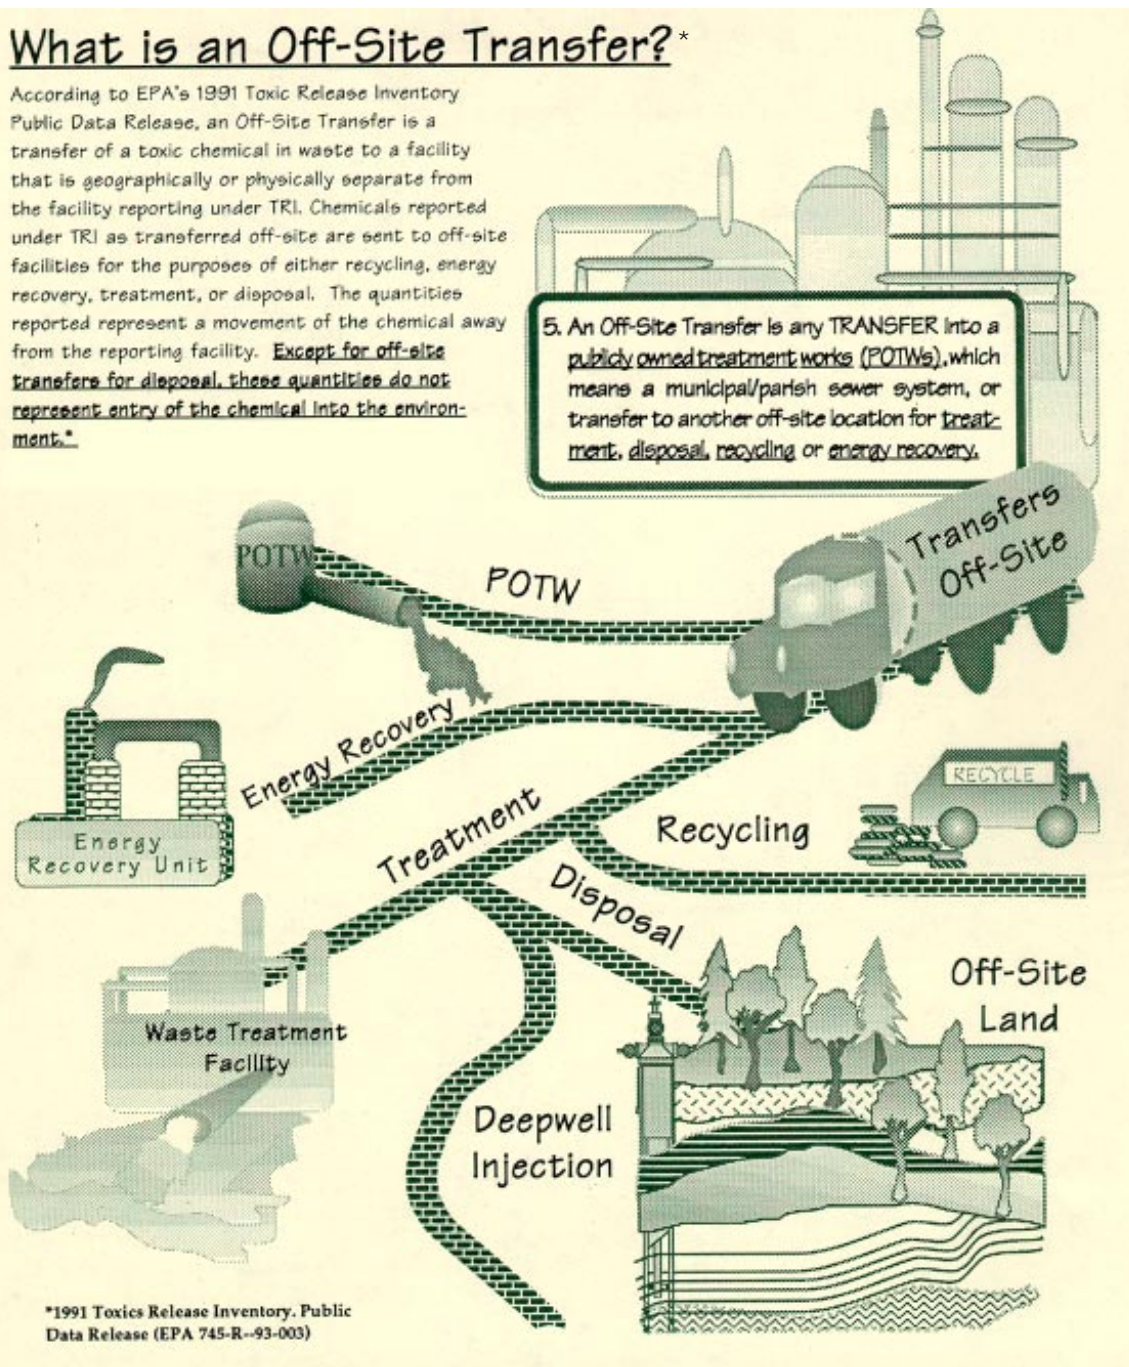 What is an Off-Site Transfer?*
According to EPA's 1991 Toxic Release Inventory
Public Data Release, an Off-Site Transfer is a
transfer of a toxic chemical in waste to a facility
that is geographically or physically separate from
the facility reporting under TRI. Chemicals reported
under TRI as transferred off-site are sent to off-site
facilities for the purposes of either recycling, energy
recovery, treatment, or disposal. The quantities
reported represent a movement of the chemical away
from the reporting facility. Except for off-site
transfers for disposal, these quantities do not
represent entry of the chemical into the environ-
ment.*
5. An Off-Site Transfer is any TRANSFER into a
publicly owned treatment works (POTWs), which
means a municipal/parish sewer system, or
transfer to another off-site location for treat-
ment, disposal, recycling or energy recovery.
Transfers
Off-Site
POTW
POTW
Energy Recovery
Energy
Recovery Unit
RECYCLE
Recycling
Treatment
Disposal
Off-Site
Land
Waste Treatment
Facility
Deepwell
Injection
*1991 Toxics Release Inventory. Public
Data Release (EPA 745-R--93-003)